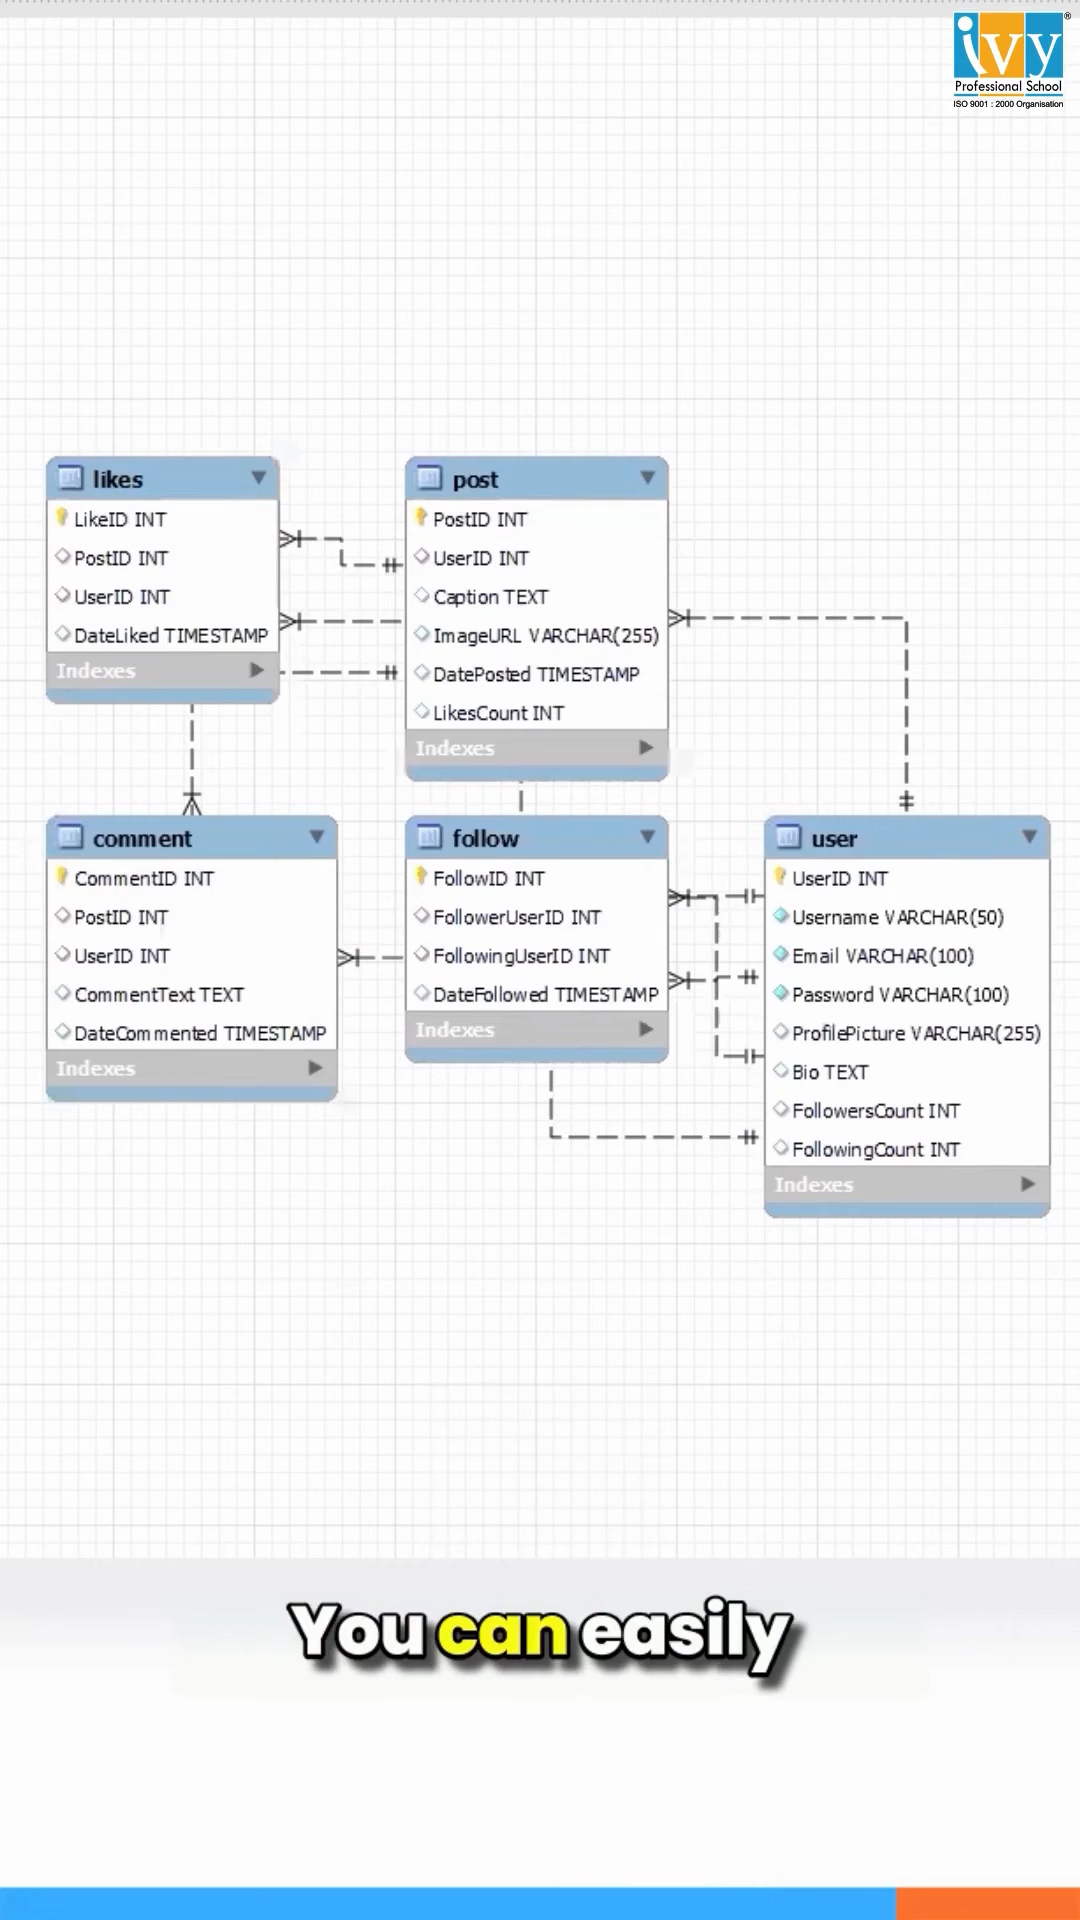 ivy®
Professional School
ISO 9001 : 2000 Organisation
likes
LikeID INT
PostID INT
UserID INT
DateLiked TIMESTAMP
Indexes
post
PostID INT
UserID INT
Caption TEXT
ImageURL VARCHAR(255)
DatePosted TIMESTAMP
LikesCount INT
Indexes
comment
CommentID INT
PostID INT
UserID INT
CommentText TEXT
DateCommented TIMESTAMP
Indexes
follow
FollowID INT
FollowerUserID INT
FollowingUserID INT
DateFollowed TIMESTAMP
Indexes
user
UserID INT
Username VARCHAR(50)
Email VARCHAR(100)
Password VARCHAR(100)
ProfilePicture VARCHAR(255)
Bio TEXT
FollowersCount INT
FollowingCount INT
Indexes
You can easily